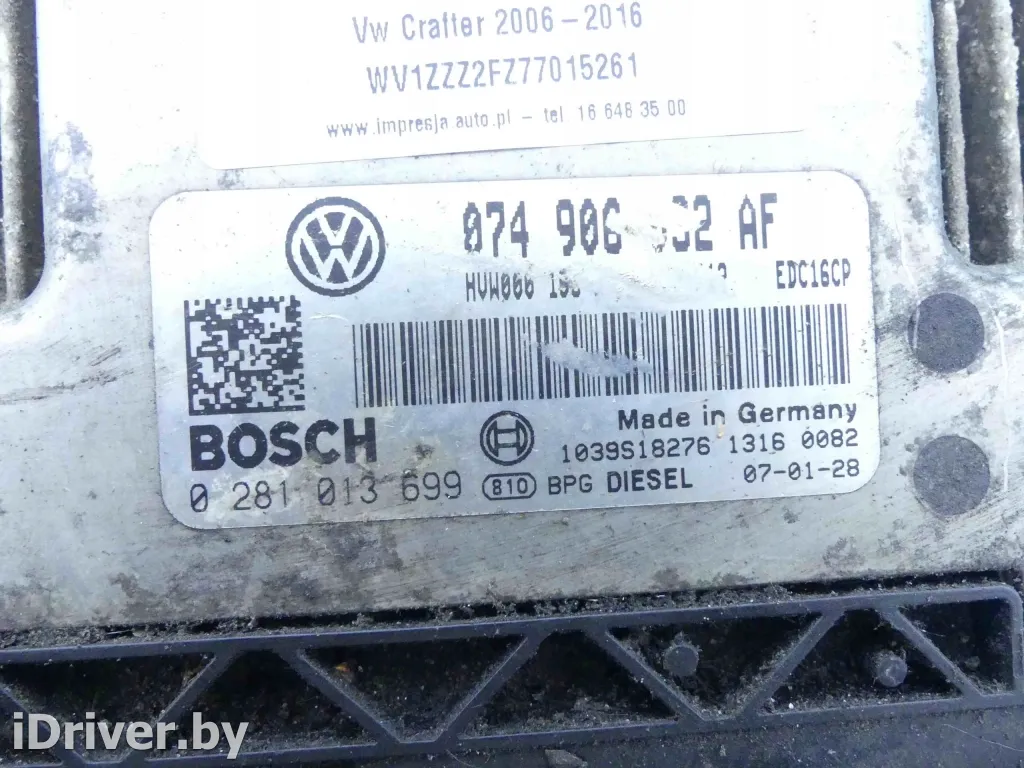 Vw Crafter 2006-2016
WV1ZZZ2FZ77015261
www.impresja auto.pl - tel 16 648 35 00
074 906 AF
EDC16CP
BOSCH
Made in Germany
1039S18276 1316 0082
0 281 013 699 810 BPG DIESEL 07-01-28
iDriver.by